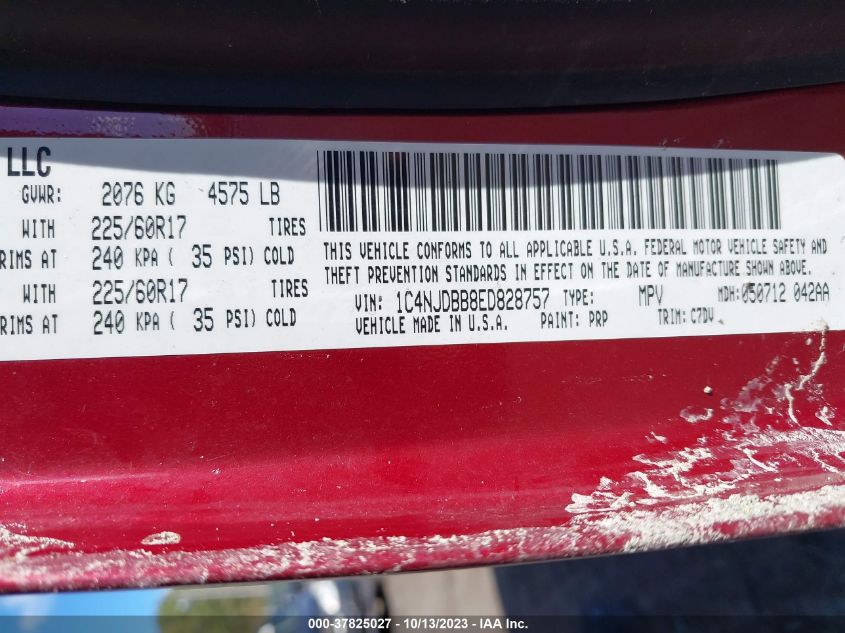 LLC
GVWR: 2076 KG 4575 LB
WITH 225/60R17 TIRES
RIMS AT 240 KPA ( 35 PSI) COLD
WITH 225/60R17 TIRES
RIMS AT 240 KPA ( 35 PSI) COLD
THIS VEHICLE CONFORMS TO ALL APPLICABLE U.S.A. FEDERAL MOTOR VEHICLE SAFETY AND
THEFT PREVENTION STANDARDS IN EFFECT ON THE DATE OF MANUFACTURE SHOWN ABOVE.
VIN: 1C4NJDBB8ED828757 TYPE: MPV MDH: 050712 042AA
VEHICLE MADE IN U.S.A. PAINT: PRP TRIM: C7DV
000-37825027 - 10/13/2023 - IAA Inc.